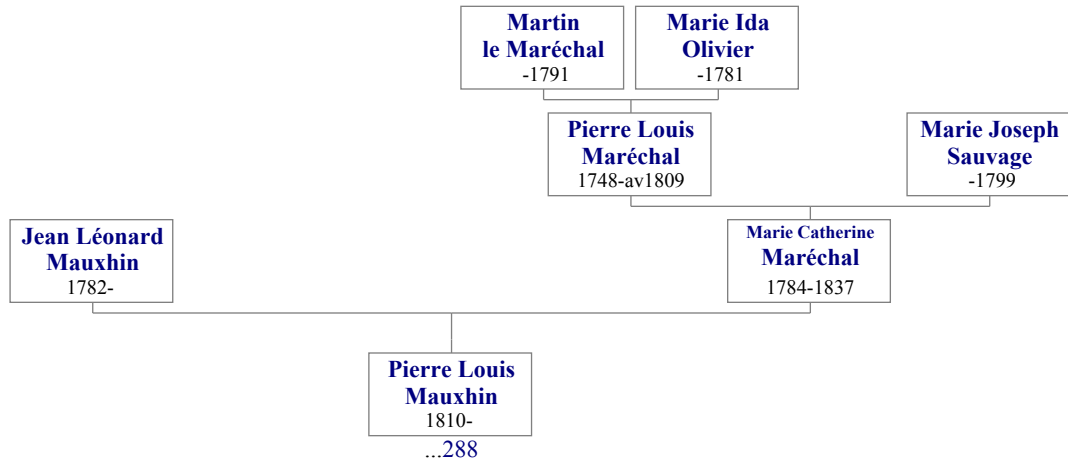 Martin
le Maréchal
-1791
Marie Ida
Olivier
-1781
Pierre Louis
Maréchal
1748-av1809
Marie Joseph
Sauvage
-1799
Jean Léonard
Mauxhin
1782-
Marie Catherine
Maréchal
1784-1837
Pierre Louis
Mauxhin
1810-
...288